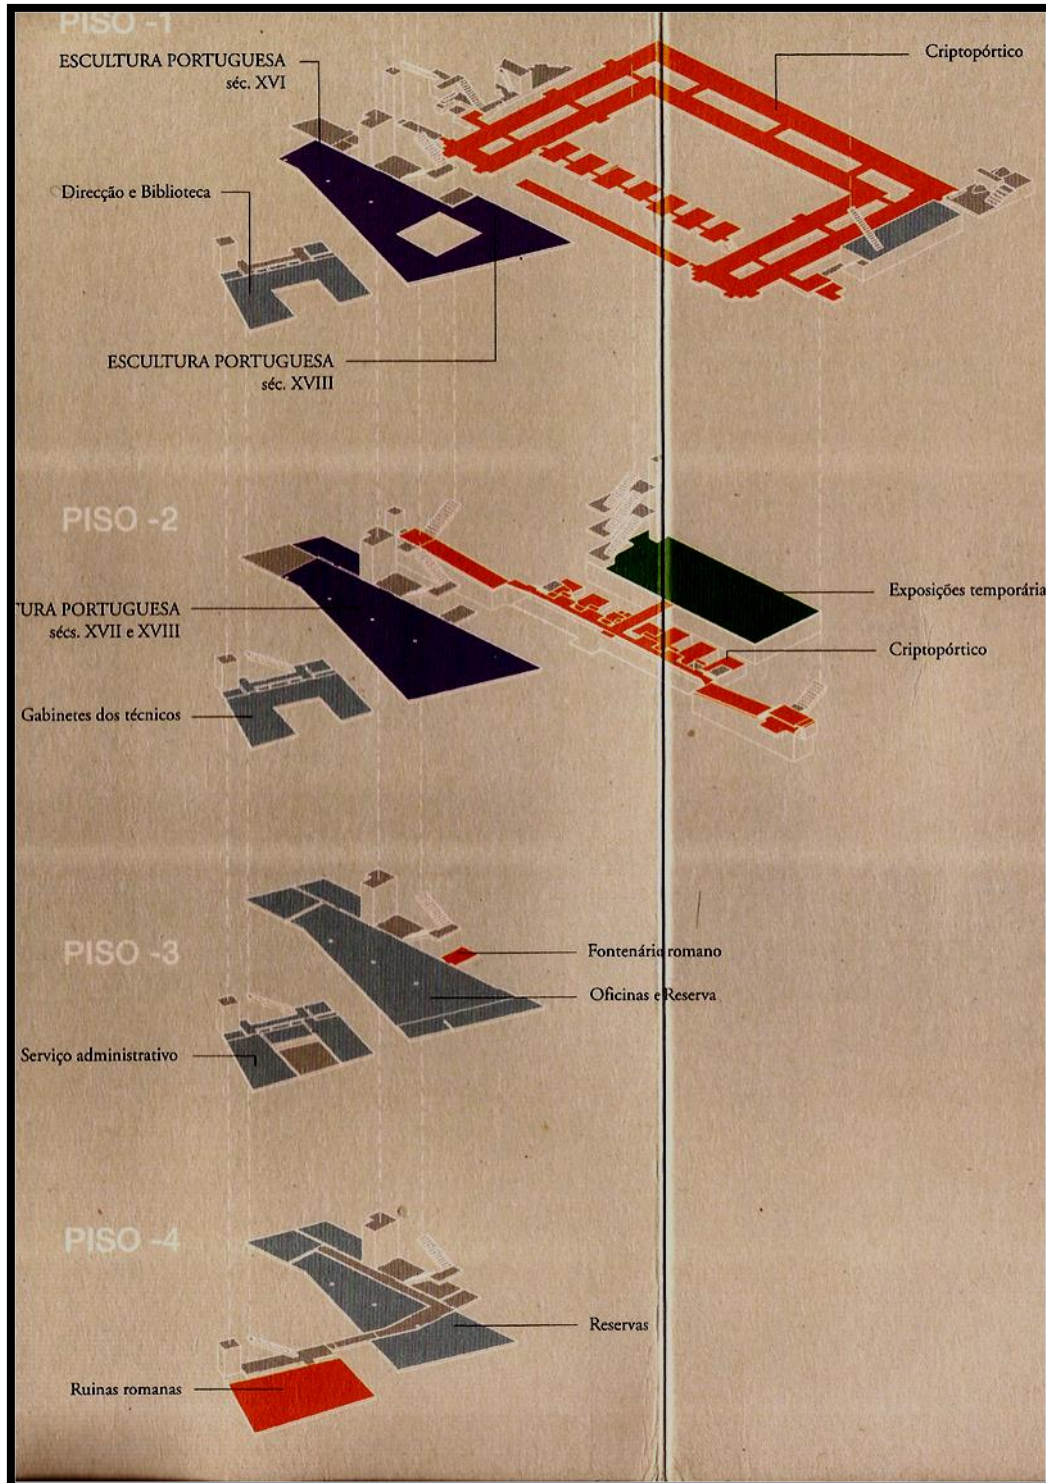 PISO -1
ESCULTURA PORTUGUESA
séc. XVI
Criptopórtico
Direcção e Biblioteca
ESCULTURA PORTUGUESA
séc. XVIII
PISO -2
TURA PORTUGUESA
sécs. XVII e XVIII
Exposições temporária
Criptopórtico
Gabinetes dos técnicos
PISO -3
Fontenário romano
Oficinas e Reserva
Serviço administrativo
PISO -4
Reservas
Ruinas romanas